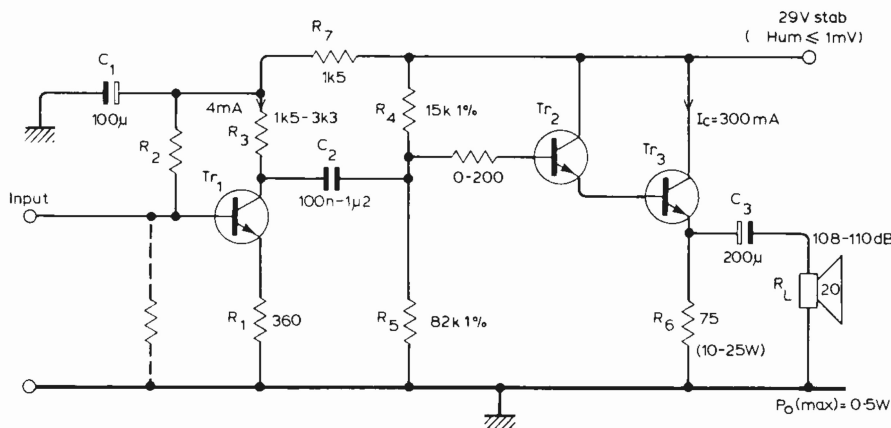 29V stab
( Hum ≤ 1mV)
R7
1k5
C1
100μ
4mA
R2
1k5-3k3
R3
R4
15k 1%
Tr2
Ic=300mA
C2
0-200
Tr3
Input
Tr1
100n-1μ2
C3
200μ
108-110dB
R1
360
R5
82k 1%
R6
75
(10-25W)
RL
20
Po(max)=0·5W